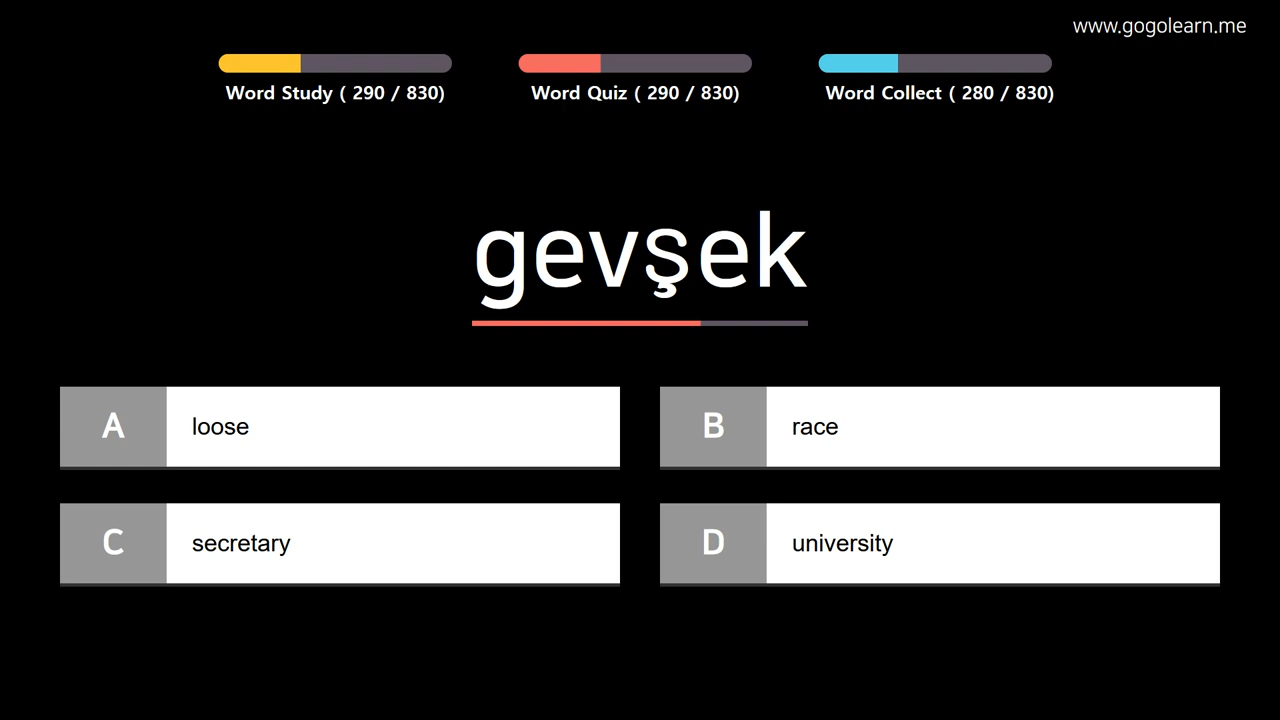 www.gogolearn.me
Word Study ( 290 / 830)
Word Quiz ( 290 / 830)
Word Collect ( 280 / 830)
gevşek
A loose
B race
C secretary
D university